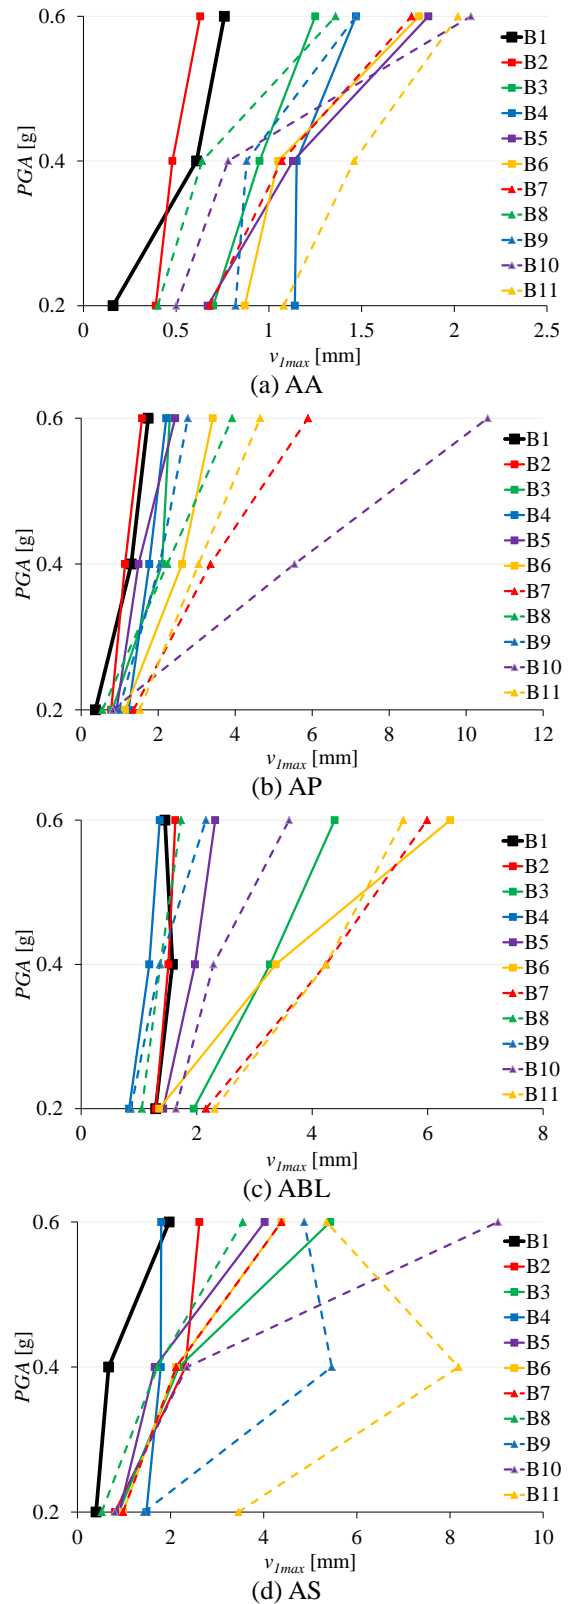 0.6
0.4
0.2
PGA [g]
0
0.5
1
1.5
2
2.5
v1max [mm]
B1
B2
B3
B4
B5
B6
B7
B8
B9
B10
B11
(a) AA
0.6
0.4
0.2
PGA [g]
0
2
4
6
8
10
12
v1max [mm]
B1
B2
B3
B4
B5
B6
B7
B8
B9
B10
B11
(b) AP
0.6
0.4
0.2
PGA [g]
0
2
4
6
8
v1max [mm]
B1
B2
B3
B4
B5
B6
B7
B8
B9
B10
B11
(c) ABL
0.6
0.4
0.2
PGA [g]
0
2
4
6
8
10
v1max [mm]
B1
B2
B3
B4
B5
B6
B7
B8
B9
B10
B11
(d) AS